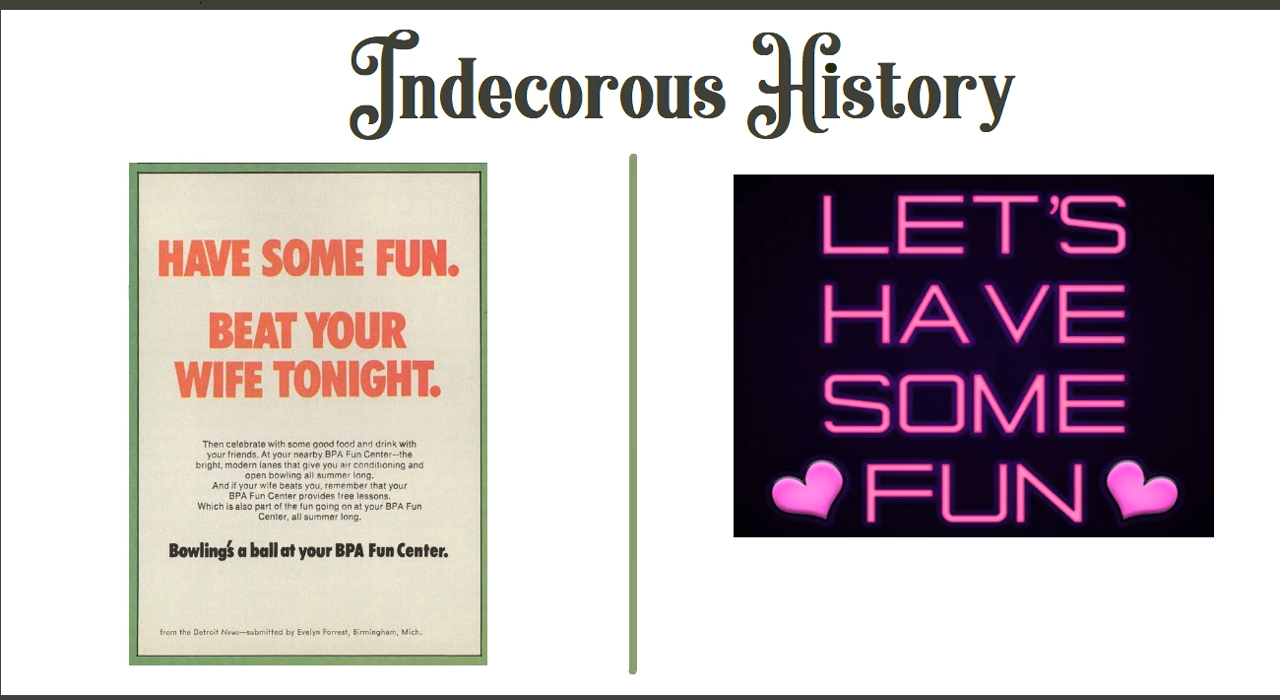 Indecorous History
HAVE SOME FUN.
BEAT YOUR
WIFE TONIGHT.
Then celebrate with some good food and drink with
your friends. At your nearby BPA Fun Center—the
bright, modern lanes that give you air conditioning and
open bowling all summer long.
And if your wife beats you, remember that your
BPA Fun Center provides free lessons.
Which is also part of the fun going on at your BPA Fun
Center, all summer long.
Bowling's a ball at your BPA Fun Center.
from the Detroit News—submitted by Evelyn Forrest, Birmingham, Mich.
LET'S
HAVE
SOME
FUN